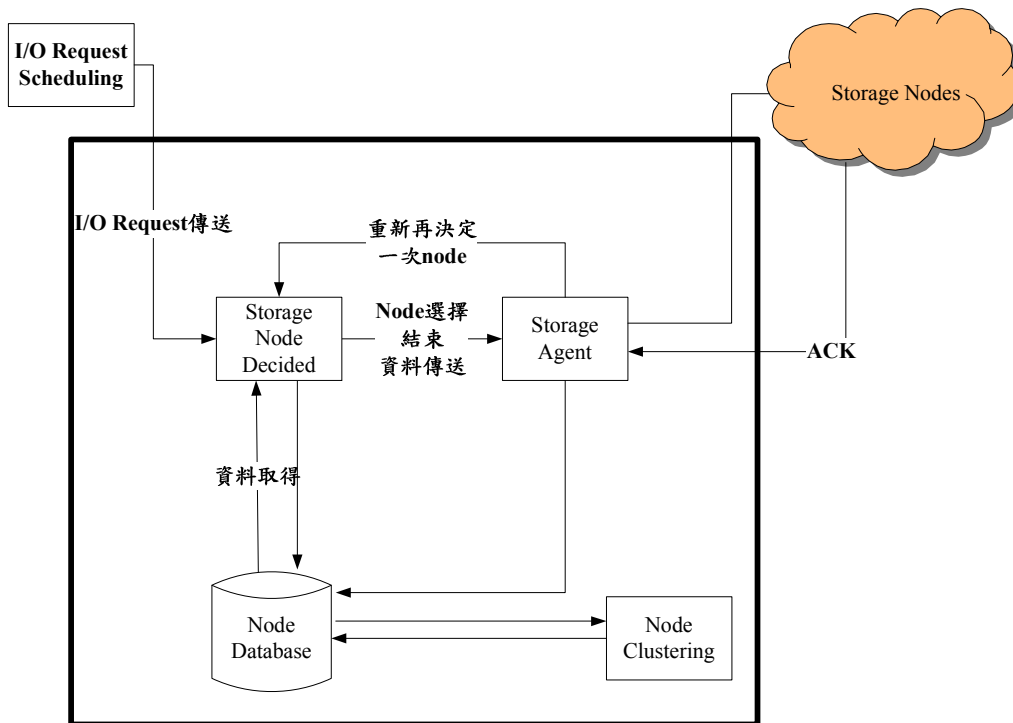 I/O Request
Scheduling
Storage Nodes
I/O Request傳送
重新再決定
一次node
Storage
Node
Decided
Node選擇
結束
資料傳送
Storage
Agent
ACK
資料取得
Node
Database
Node
Clustering